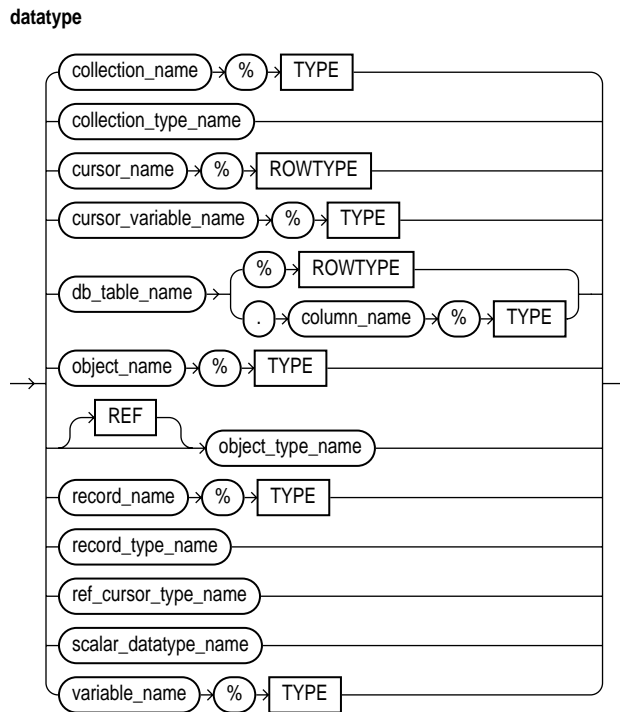 datatype
collection_name % TYPE
collection_type_name
cursor_name % ROWTYPE
cursor_variable_name % TYPE
% ROWTYPE
db_table_name
. column_name % TYPE
object_name % TYPE
REF
object_type_name
record_name % TYPE
record_type_name
ref_cursor_type_name
scalar_datatype_name
variable_name % TYPE